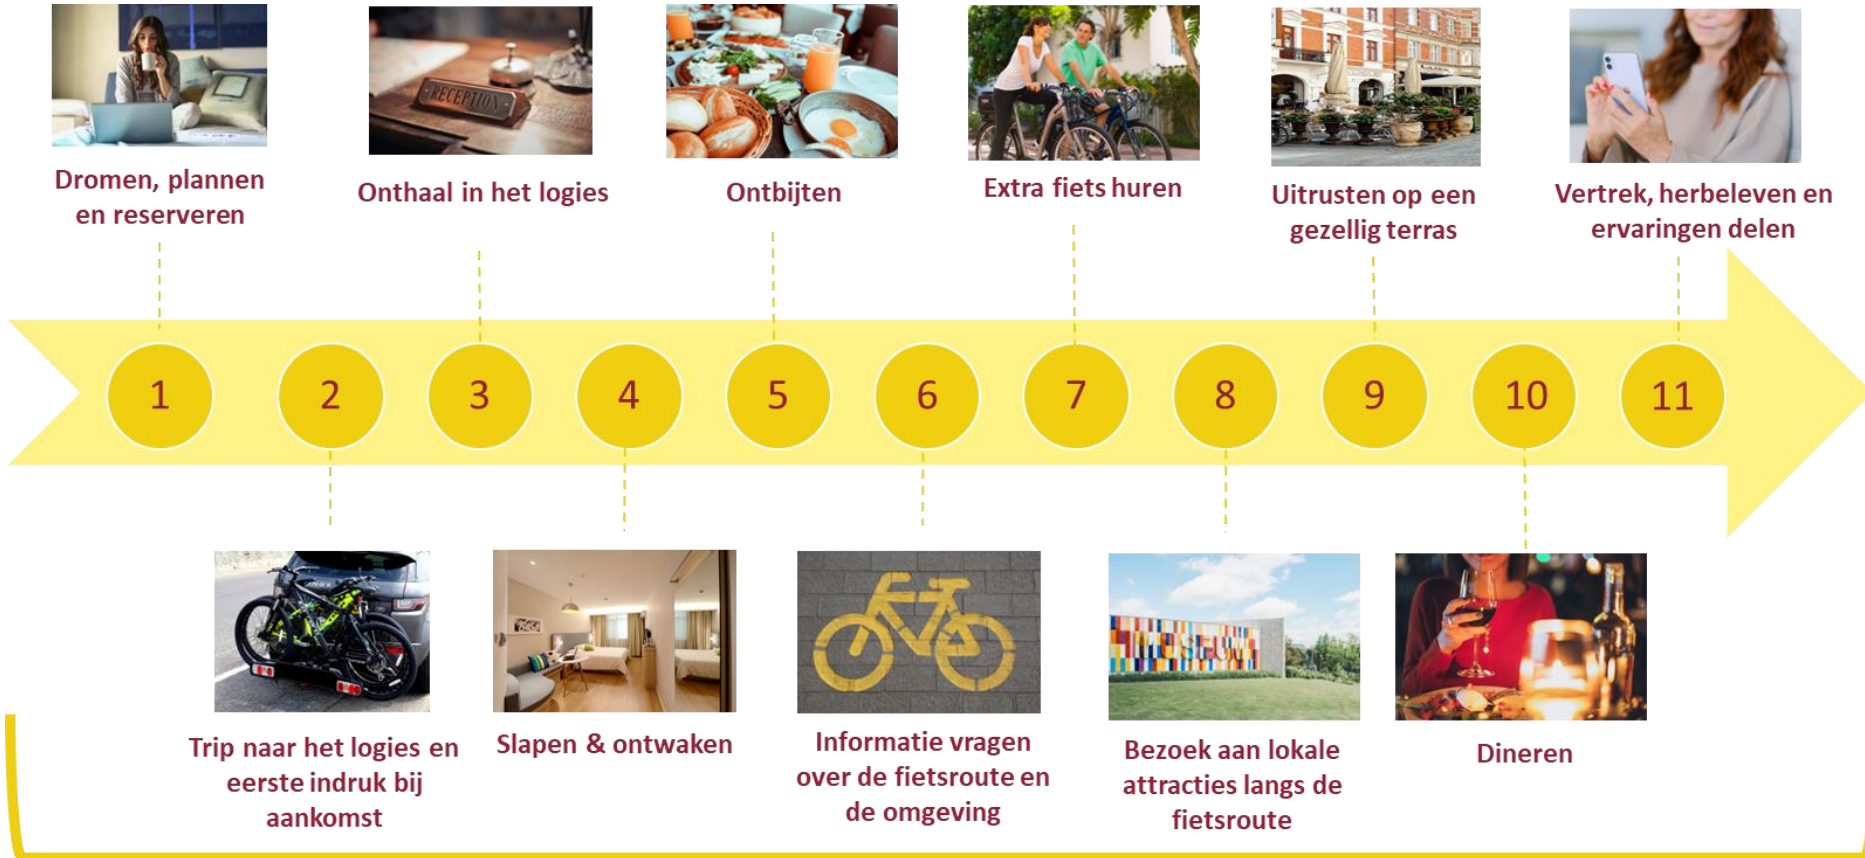 RECEPTION
Dromen, plannen
en reserveren
Onthaal in het logies
Ontbijten
Extra fiets huren
Uitrusten op een
gezellig terras
Vertrek, herbeleven en
ervaringen delen
1
2
3
4
5
6
7
8
9
10
11
Trip naar het logies en
eerste indruk bij
aankomst
Slapen & ontwaken
Informatie vragen
over de fietsroute en
de omgeving
Bezoek aan lokale
attracties langs de
fietsroute
Dineren